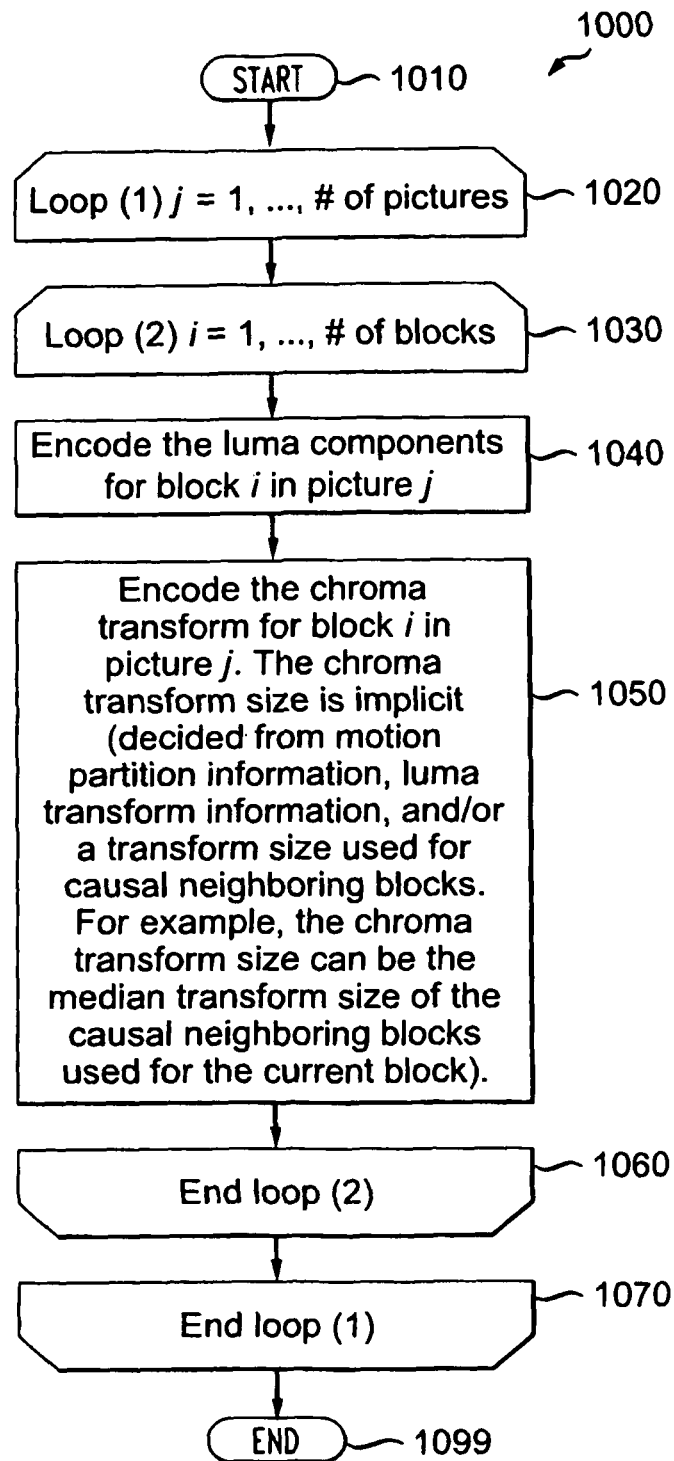 1000
START 1010
Loop (1) j = 1, ..., # of pictures 1020
Loop (2) i = 1, ..., # of blocks 1030
Encode the luma components
for block i in picture j
1040
Encode the chroma
transform for block i in
picture j. The chroma
transform size is implicit
(decided from motion
partition information, luma
transform information, and/or
a transform size used for
causal neighboring blocks.
For example, the chroma
transform size can be the
median transform size of the
causal neighboring blocks
used for the current block).
1050
End loop (2) 1060
End loop (1) 1070
END 1099